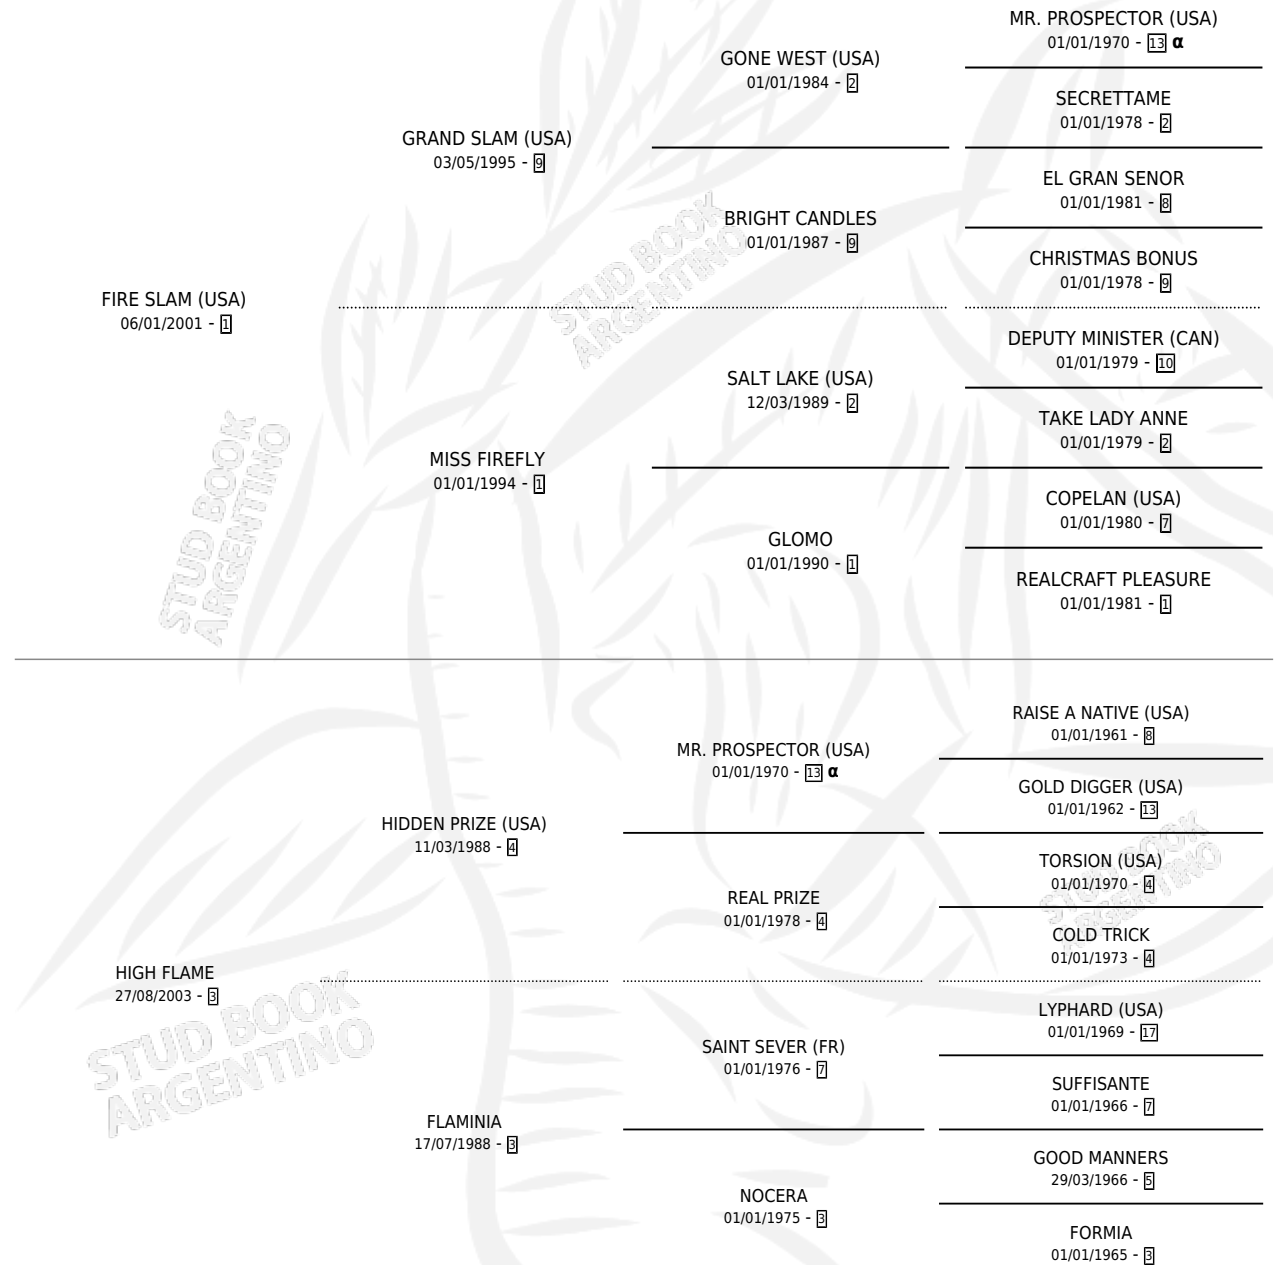 MR. PROSPECTOR (USA)
01/01/1970 - 13 α
GONE WEST (USA)
01/01/1984 - 2
SECRETTAME
01/01/1978 - 2
GRAND SLAM (USA)
03/05/1995 - 9
EL GRAN SENOR
01/01/1981 - 8
BRIGHT CANDLES
01/01/1987 - 9
CHRISTMAS BONUS
01/01/1978 - 9
FIRE SLAM (USA)
06/01/2001 - 1
DEPUTY MINISTER (CAN)
01/01/1979 - 10
SALT LAKE (USA)
12/03/1989 - 2
TAKE LADY ANNE
01/01/1979 - 2
MISS FIREFLY
01/01/1994 - 1
COPELAN (USA)
01/01/1980 - 7
GLOMO
01/01/1990 - 1
REALCRAFT PLEASURE
01/01/1981 - 1
RAISE A NATIVE (USA)
01/01/1961 - 8
MR. PROSPECTOR (USA)
01/01/1970 - 13 α
GOLD DIGGER (USA)
01/01/1962 - 13
HIDDEN PRIZE (USA)
11/03/1988 - 4
TORSION (USA)
01/01/1970 - 4
REAL PRIZE
01/01/1978 - 4
COLD TRICK
01/01/1973 - 4
HIGH FLAME
27/08/2003 - 3
LYPHARD (USA)
01/01/1969 - 17
SAINT SEVER (FR)
01/01/1976 - 7
SUFFISANTE
01/01/1966 - 7
FLAMINIA
17/07/1988 - 3
GOOD MANNERS
29/03/1966 - 5
NOCERA
01/01/1975 - 3
FORMIA
01/01/1965 - 3
STUD BOOK
ARGENTINO
STUD BOOK
ARGENTINO
STUD BOOK
ARGENTINO
STUD BOOK
ARGENTINO